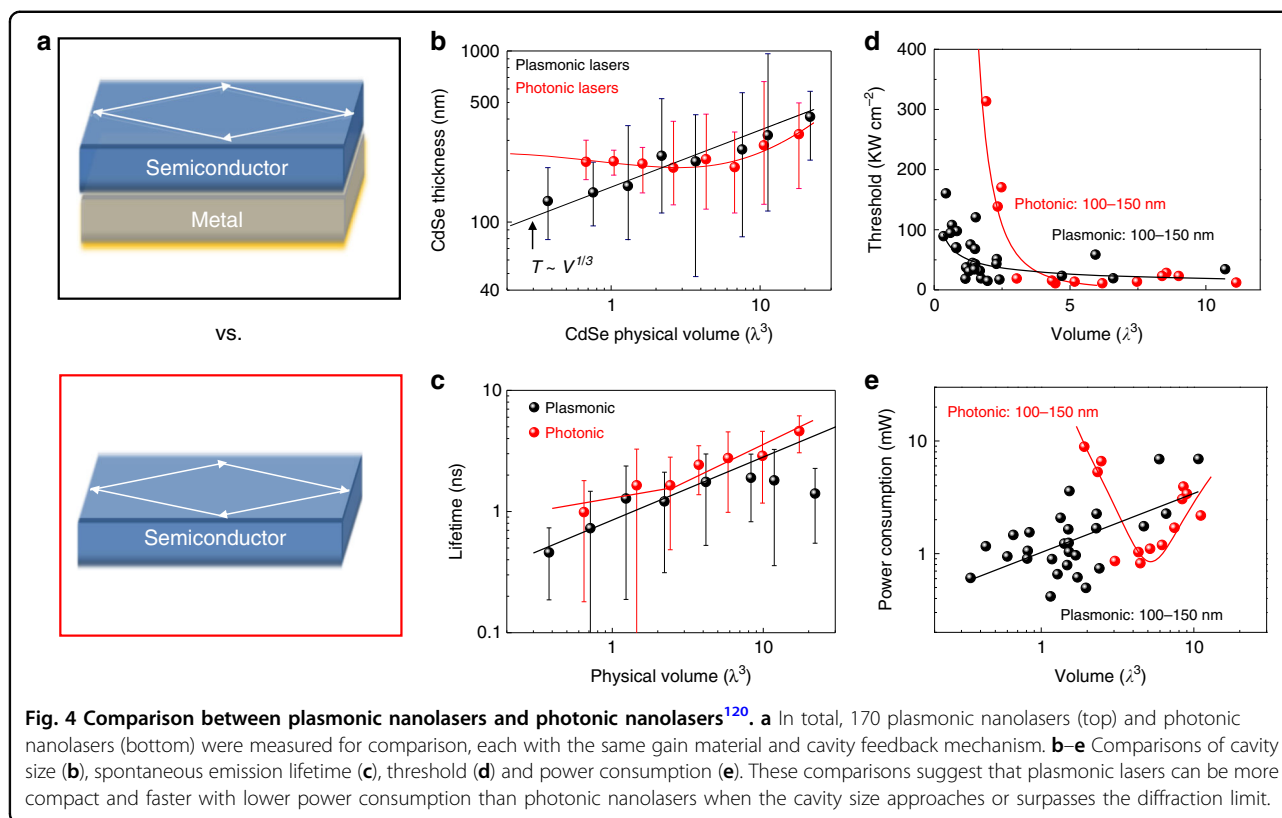 a
Semiconductor
Metal
vs.
Semiconductor
b
1000
500
100
40
CdSe thickness (nm)
Plasmonic lasers
Photonic lasers
T ~ V^{1/3}
1
10
CdSe physical volume (λ³)
c
10
1
0.1
Lifetime (ns)
Plasmonic
Photonic
1
10
Physical volume (λ³)
d
400
300
200
100
0
Threshold (KW cm⁻²)
Photonic: 100–150 nm
Plasmonic: 100–150 nm
0
5
10
Volume (λ³)
e
10
1
Power consumption (mW)
Photonic: 100–150 nm
Plasmonic: 100–150 nm
1
10
Volume (λ³)
Fig. 4 Comparison between plasmonic nanolasers and photonic nanolasers¹²⁰. a In total, 170 plasmonic nanolasers (top) and photonic
nanolasers (bottom) were measured for comparison, each with the same gain material and cavity feedback mechanism. b–e Comparisons of cavity
size (b), spontaneous emission lifetime (c), threshold (d) and power consumption (e). These comparisons suggest that plasmonic lasers can be more
compact and faster with lower power consumption than photonic nanolasers when the cavity size approaches or surpasses the diffraction limit.